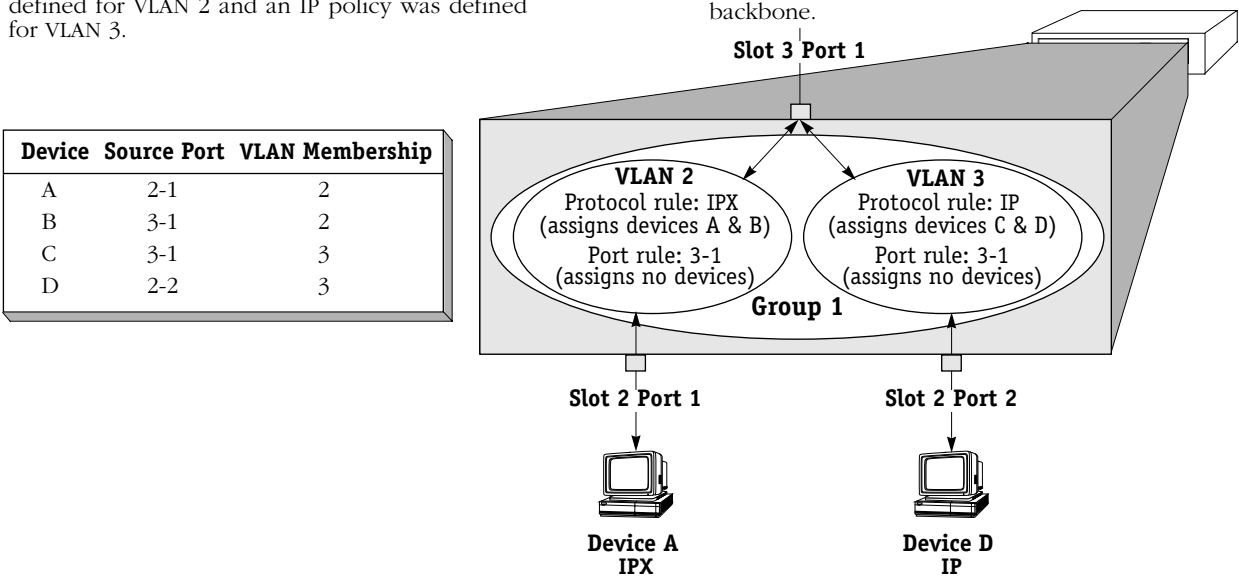 defined for VLAN 2 and an IP policy was defined
for VLAN 3.
backbone.
Slot 3 Port 1
Device Source Port VLAN Membership
A 2-1 2
B 3-1 2
C 3-1 3
D 2-2 3
VLAN 2
Protocol rule: IPX
(assigns devices A & B)
Port rule: 3-1
(assigns no devices)
VLAN 3
Protocol rule: IP
(assigns devices C & D)
Port rule: 3-1
(assigns no devices)
Group 1
Slot 2 Port 1
Slot 2 Port 2
Device A
IPX
Device D
IP